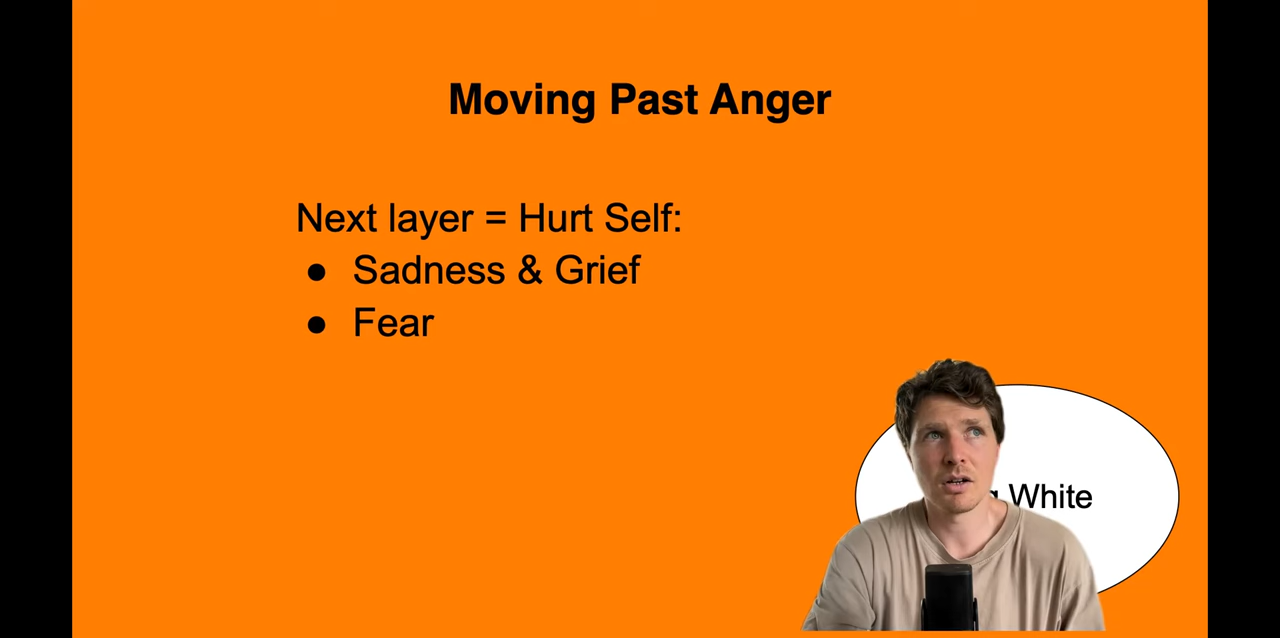 Moving Past Anger
Next layer = Hurt Self:
● Sadness & Grief
● Fear
White